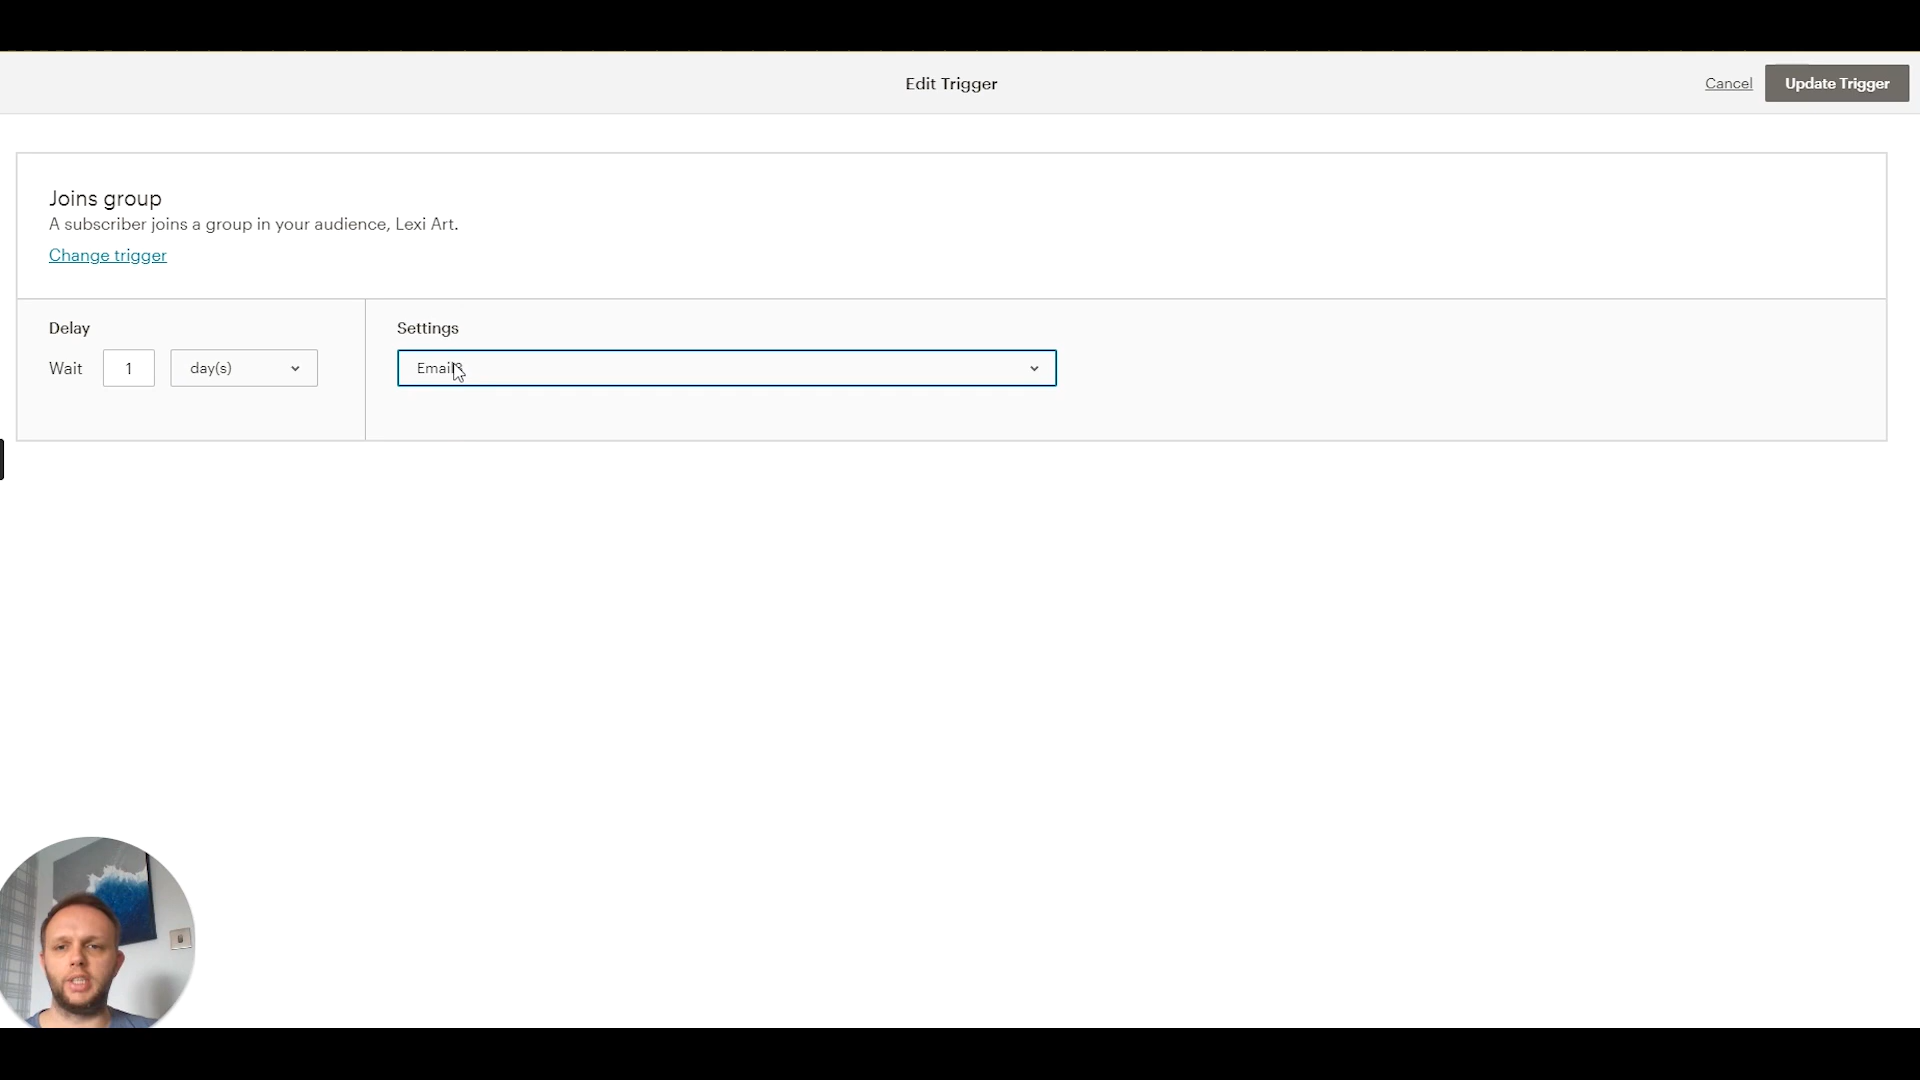 Edit Trigger
Cancel
Update Trigger
Joins group
A subscriber joins a group in your audience, Lexi Art.
Change trigger
Delay
Settings
Wait 1 day(s)